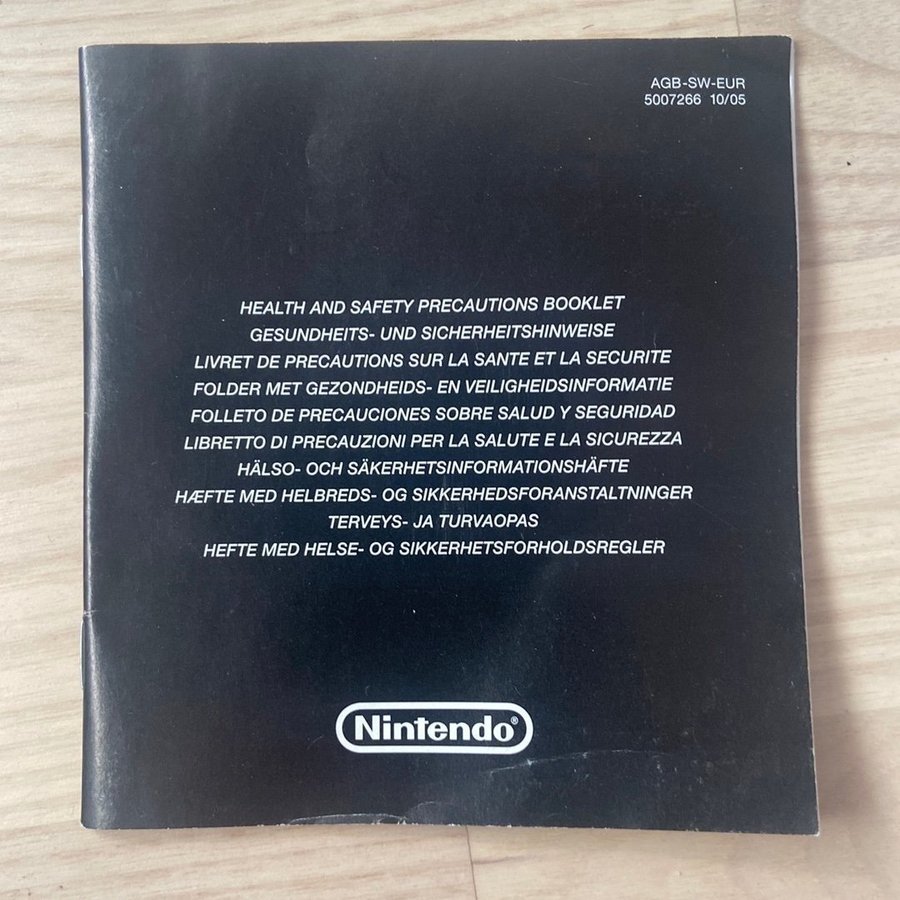 AGB-SW-EUR
5007266 10/05
HEALTH AND SAFETY PRECAUTIONS BOOKLET
GESUNDHEITS- UND SICHERHEITSHINWEISE
LIVRET DE PRECAUTIONS SUR LA SANTE ET LA SECURITE
FOLDER MET GEZONDHEIDS- EN VEILIGHEIDSINFORMATIE
FOLLETO DE PRECAUCIONES SOBRE SALUD Y SEGURIDAD
LIBRETTO DI PRECAUZIONI PER LA SALUTE E LA SICUREZZA
HÄLSO- OCH SÄKERHETSINFORMATIONSHÄFTE
HÆFTE MED HELBREDS- OG SIKKERHEDSFORANSTALTNINGER
TERVEYS- JA TURVAOPAS
HEFTE MED HELSE- OG SIKKERHETSFORHOLDSREGLER
Nintendo®